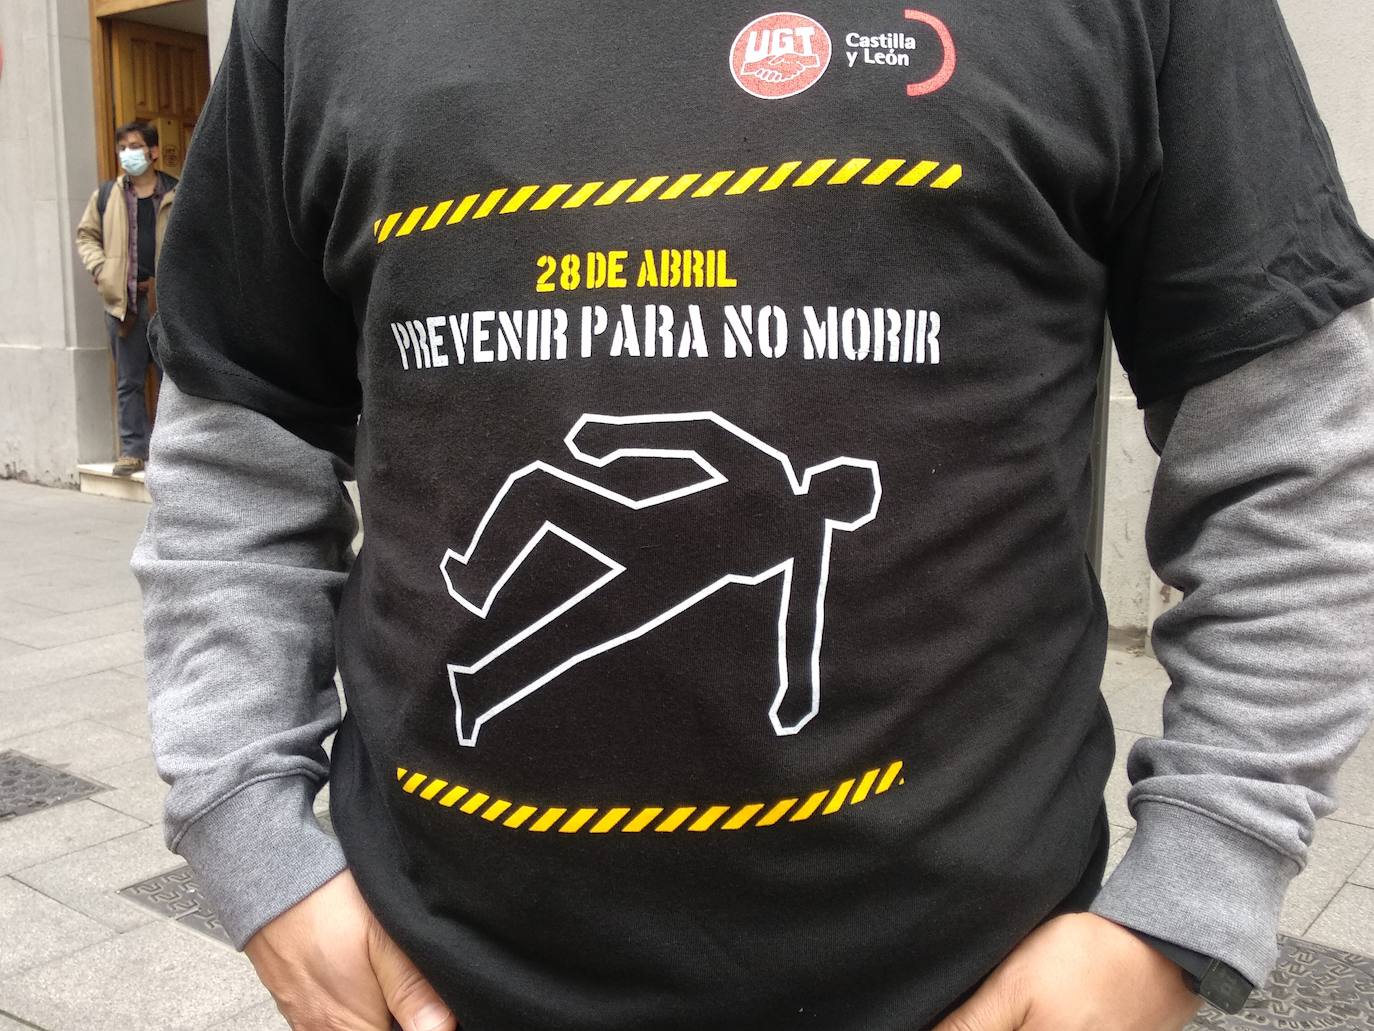 UGT
Castilla
y León
28 DE ABRIL
PREVENIR PARA NO MORIR